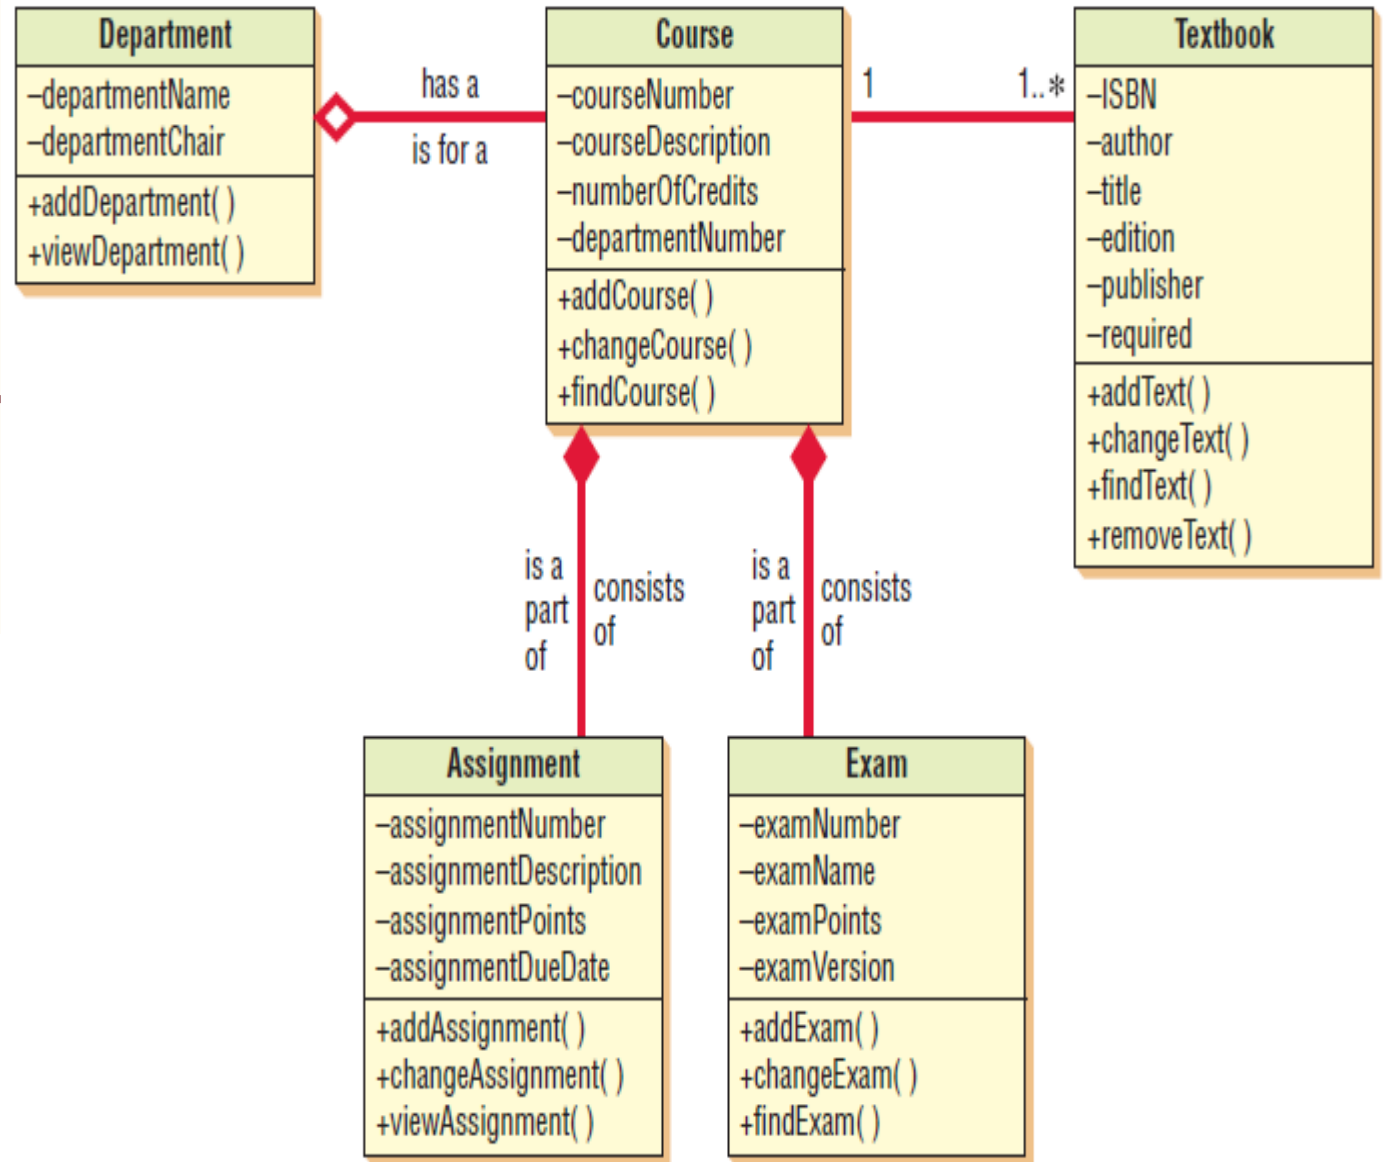 Department
–departmentName
–departmentChair
+addDepartment( )
+viewDepartment( )
has a
is for a
Course
–courseNumber
–courseDescription
–numberOfCredits
–departmentNumber
+addCourse( )
+changeCourse( )
+findCourse( )
1
1..*
Textbook
–ISBN
–author
–title
–edition
–publisher
–required
+addText( )
+changeText( )
+findText( )
+removeText( )
is a
part
of
consists
of
is a
part
of
consists
of
Assignment
–assignmentNumber
–assignmentDescription
–assignmentPoints
–assignmentDueDate
+addAssignment( )
+changeAssignment( )
+viewAssignment( )
Exam
–examNumber
–examName
–examPoints
–examVersion
+addExam( )
+changeExam( )
+findExam( )